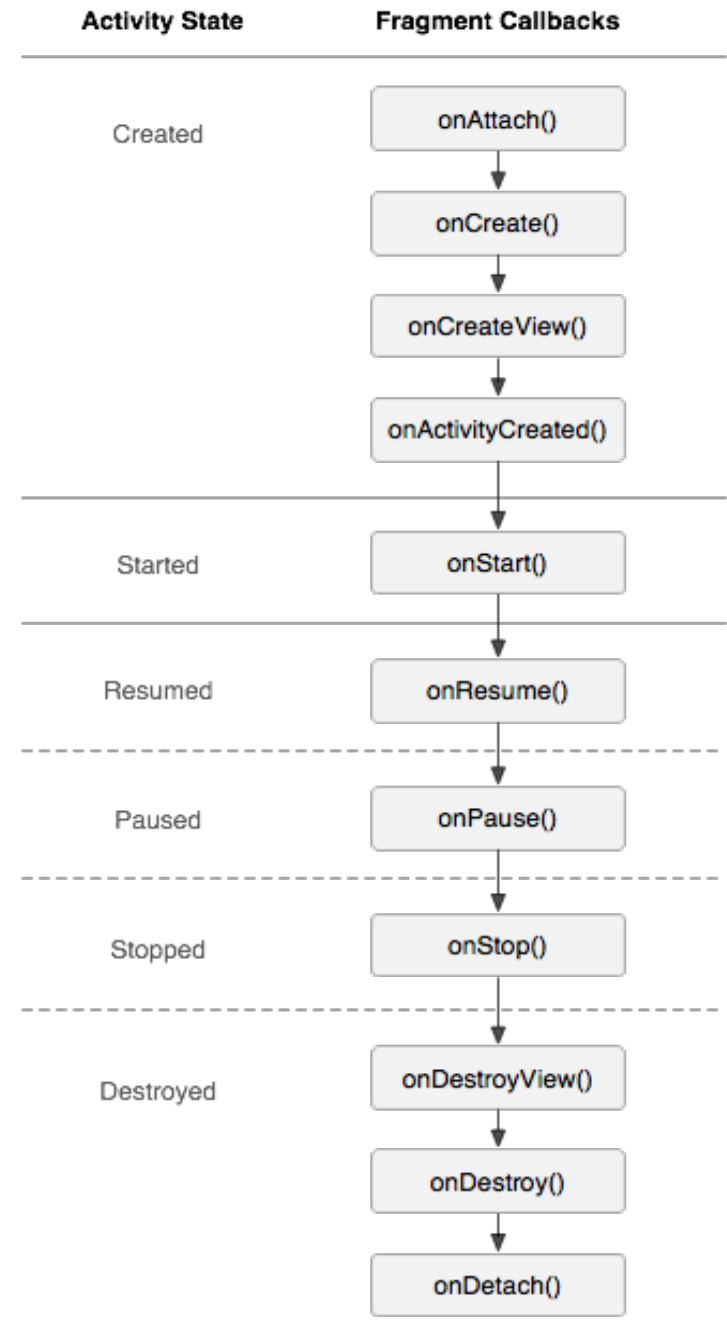 Activity State Fragment Callbacks
Created
onAttach()
onCreate()
onCreateView()
onActivityCreated()
Started
onStart()
Resumed
onResume()
Paused
onPause()
Stopped
onStop()
Destroyed
onDestroyView()
onDestroy()
onDetach()